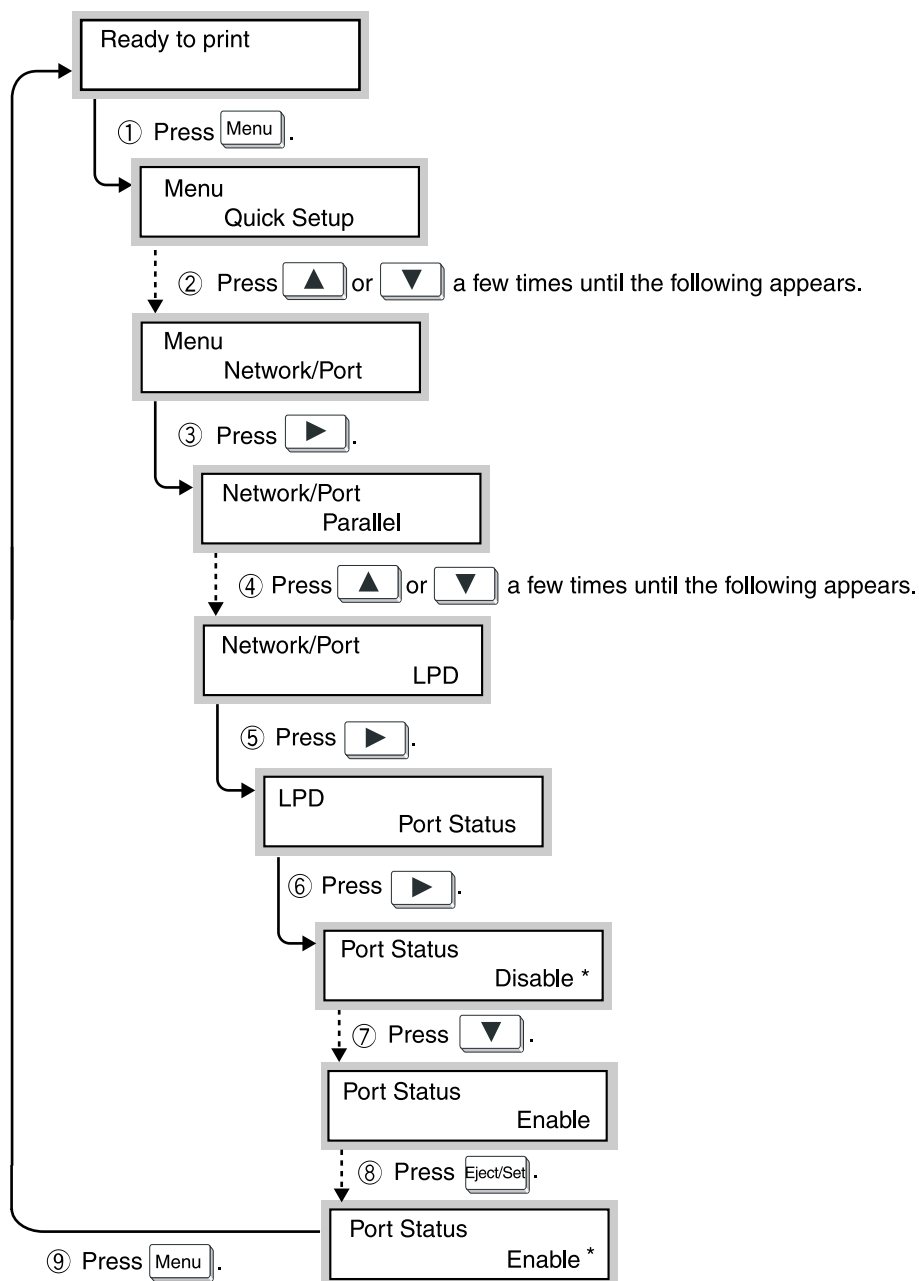 Ready to print
① Press Menu.
Menu
Quick Setup
② Press ▲ or ▼ a few times until the following appears.
Menu
Network/Port
③ Press ▶.
Network/Port
Parallel
④ Press ▲ or ▼ a few times until the following appears.
Network/Port
LPD
⑤ Press ▶.
LPD
Port Status
⑥ Press ▶.
Port Status
Disable *
⑦ Press ▼.
Port Status
Enable
⑧ Press Eject/Set.
Port Status
Enable *
⑨ Press Menu.